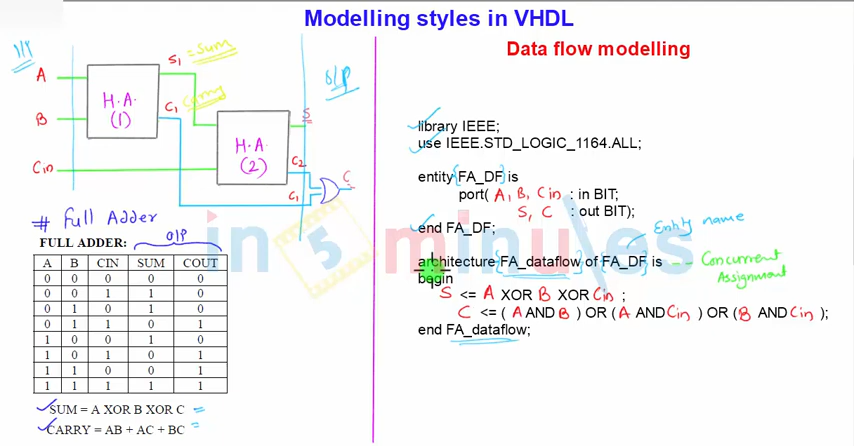 Modelling styles in VHDL
I/P
A
B
Cin
H.A.
(1)
S1 = Sum
C1
Carry
H.A.
(2)
O/P
S
C2
C1
C
# Full Adder
O/P
FULL ADDER:
A B CIN SUM COUT
0 0 0 0 0
0 0 1 1 0
0 1 0 1 0
0 1 1 0 1
1 0 0 1 0
1 0 1 0 1
1 1 0 0 1
1 1 1 1 1
SUM = A XOR B XOR C =
CARRY = AB + AC + BC =
Data flow modelling
library IEEE;
use IEEE.STD_LOGIC_1164.ALL;
entity {FA_DF} is
port( A, B, Cin : in BIT;
S, C : out BIT);
end FA_DF;
Entity name
architecture {FA_dataflow} of {FA_DF} is -- Concurrent
Assignment
begin
S <= A XOR B XOR Cin ;
C <= ( A AND B ) OR (A AND Cin ) OR (B AND Cin );
end FA_dataflow;
in 5 minutes